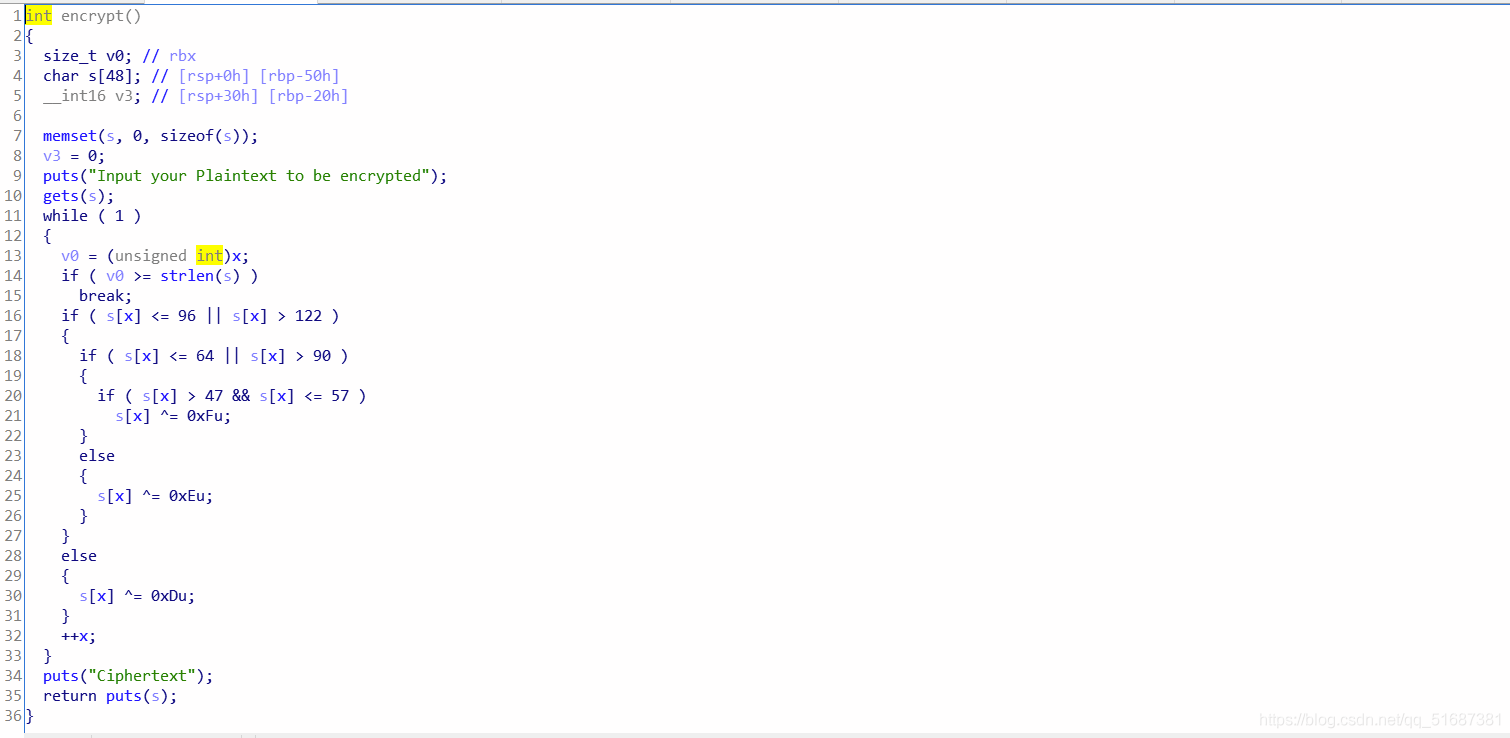 1 int encrypt()
2 {
3   size_t v0; // rbx
4   char s[48]; // [rsp+0h] [rbp-50h]
5   __int16 v3; // [rsp+30h] [rbp-20h]
6
7   memset(s, 0, sizeof(s));
8   v3 = 0;
9   puts("Input your Plaintext to be encrypted");
10   gets(s);
11   while ( 1 )
12   {
13     v0 = (unsigned int)x;
14     if ( v0 >= strlen(s) )
15       break;
16     if ( s[x] <= 96 || s[x] > 122 )
17     {
18       if ( s[x] <= 64 || s[x] > 90 )
19       {
20         if ( s[x] > 47 && s[x] <= 57 )
21           s[x] ^= 0xFu;
22       }
23       else
24       {
25         s[x] ^= 0xEu;
26       }
27     }
28     else
29     {
30       s[x] ^= 0xDu;
31     }
32     ++x;
33   }
34   puts("Ciphertext");
35   return puts(s);
36 }
https://blog.csdn.net/qq_51687381